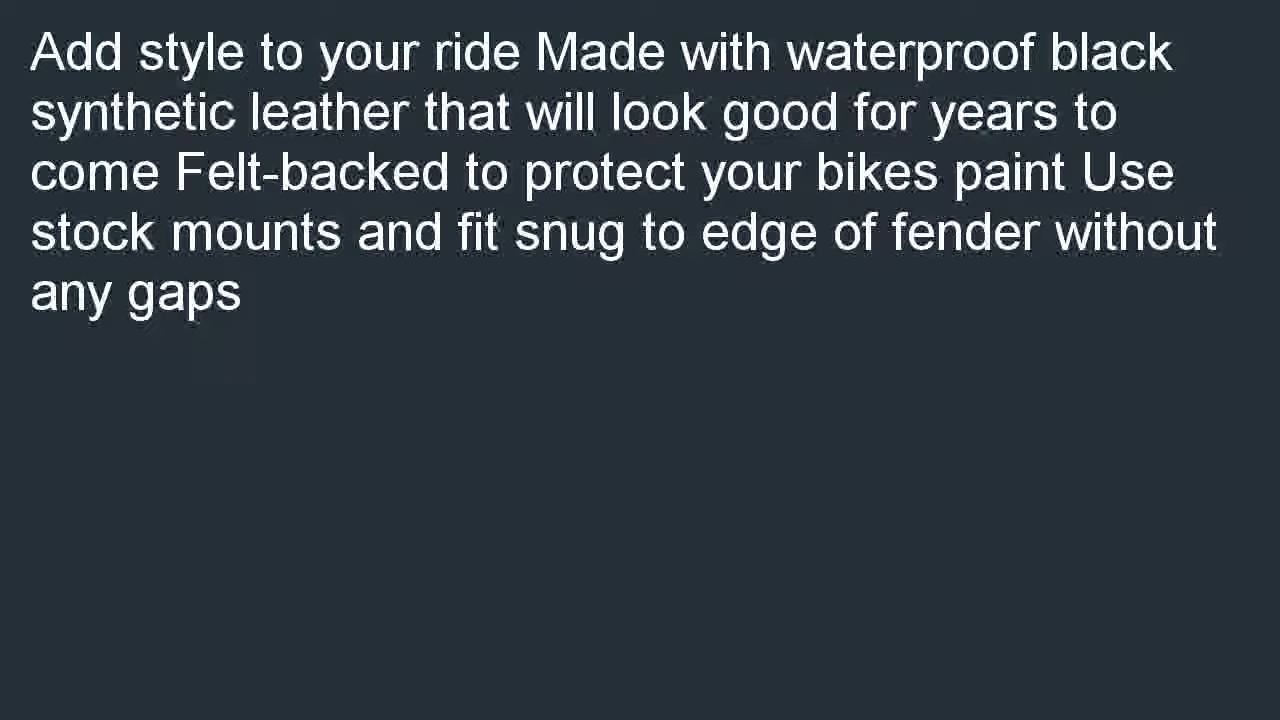 Add style to your ride Made with waterproof black
synthetic leather that will look good for years to
come Felt-backed to protect your bikes paint Use
stock mounts and fit snug to edge of fender without
any gaps